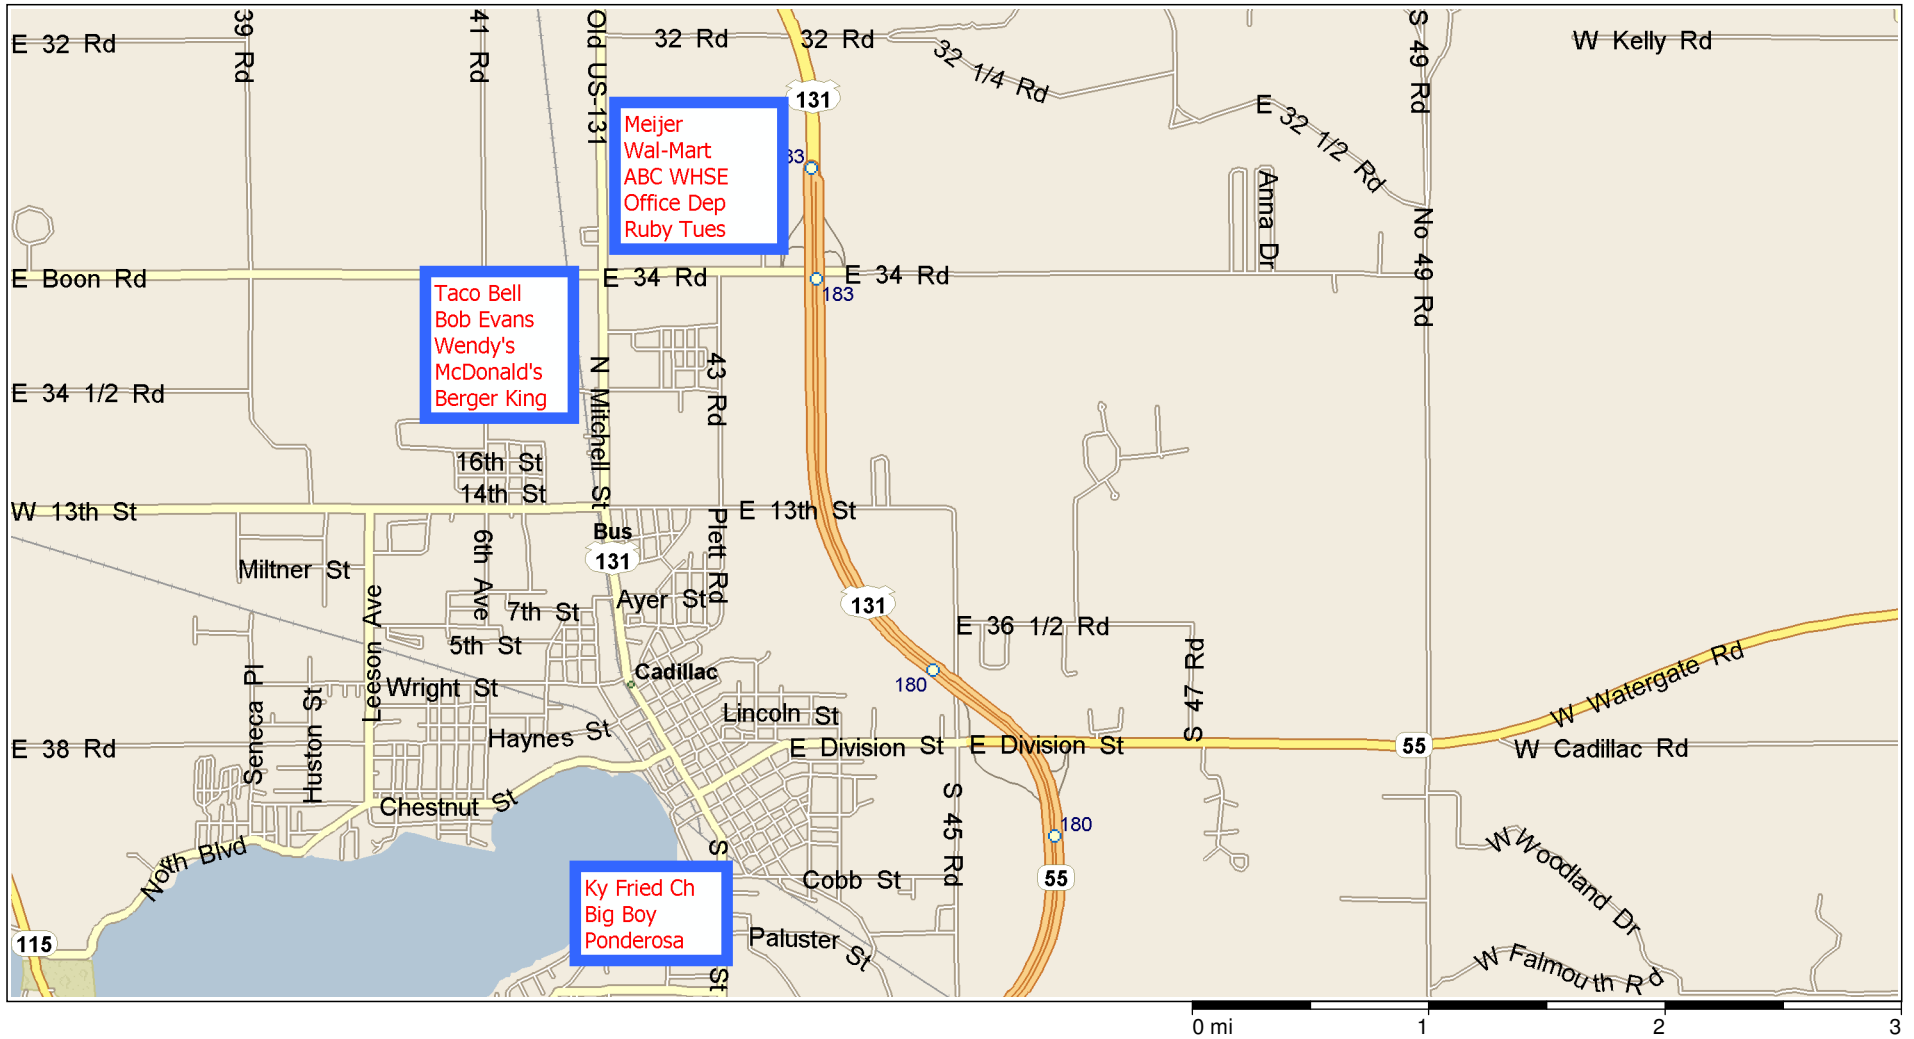 E 32 Rd
39 Rd
41 Rd
Old US-131
32 Rd
32 Rd
32 1/4 Rd
S 49 Rd
W Kelly Rd
131
Meijer
Wal-Mart
ABC WHSE
Office Dep
Ruby Tues
33
E 32 1/2 Rd
Anna Dr
No 49 Rd
E Boon Rd
E 34 Rd
E 34 Rd
183
Taco Bell
Bob Evans
Wendy's
McDonald's
Berger King
E 34 1/2 Rd
N Mitchell St
43 Rd
16th St
14th St
W 13th St
E 13th St
Bus
131
Plett Rd
6th Ave
Miltner St
Leeson Ave
7th St
Ayer St
131
5th St
E 36 1/2 Rd
S 47 Rd
Seneca Pl
Huston St
Wright St
Cadillac
180
W Watergate Rd
Lincoln St
Haynes St
E 38 Rd
E Division St
E Division St
55
W Cadillac Rd
Chestnut St
S 45 Rd
180
North Blvd
S
St
W Woodland Dr
Cobb St
55
Ky Fried Ch
Big Boy
Ponderosa
115
Paluster St
W Falmouth Rd
0 mi 1 2 3